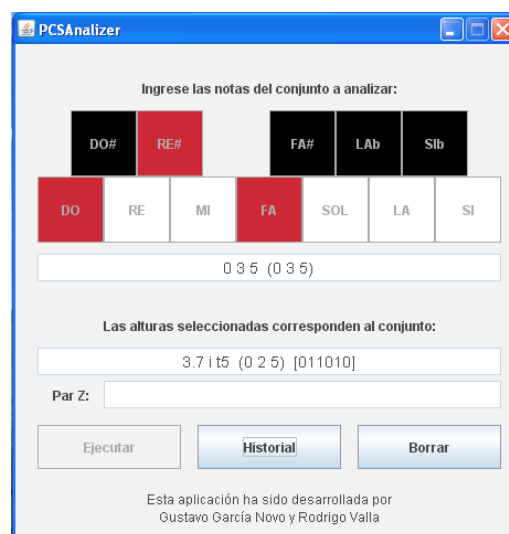 PCSAnalizer
Ingrese las notas del conjunto a analizar:
DO# RE# FA# LAb SIb
DO RE MI FA SOL LA SI
0 3 5 (0 3 5)
Las alturas seleccionadas corresponden al conjunto:
3.7 i t5 (0 2 5) [011010]
Par Z:
Ejecutar Historial Borrar
Esta aplicación ha sido desarrollada por
Gustavo García Novo y Rodrigo Valla